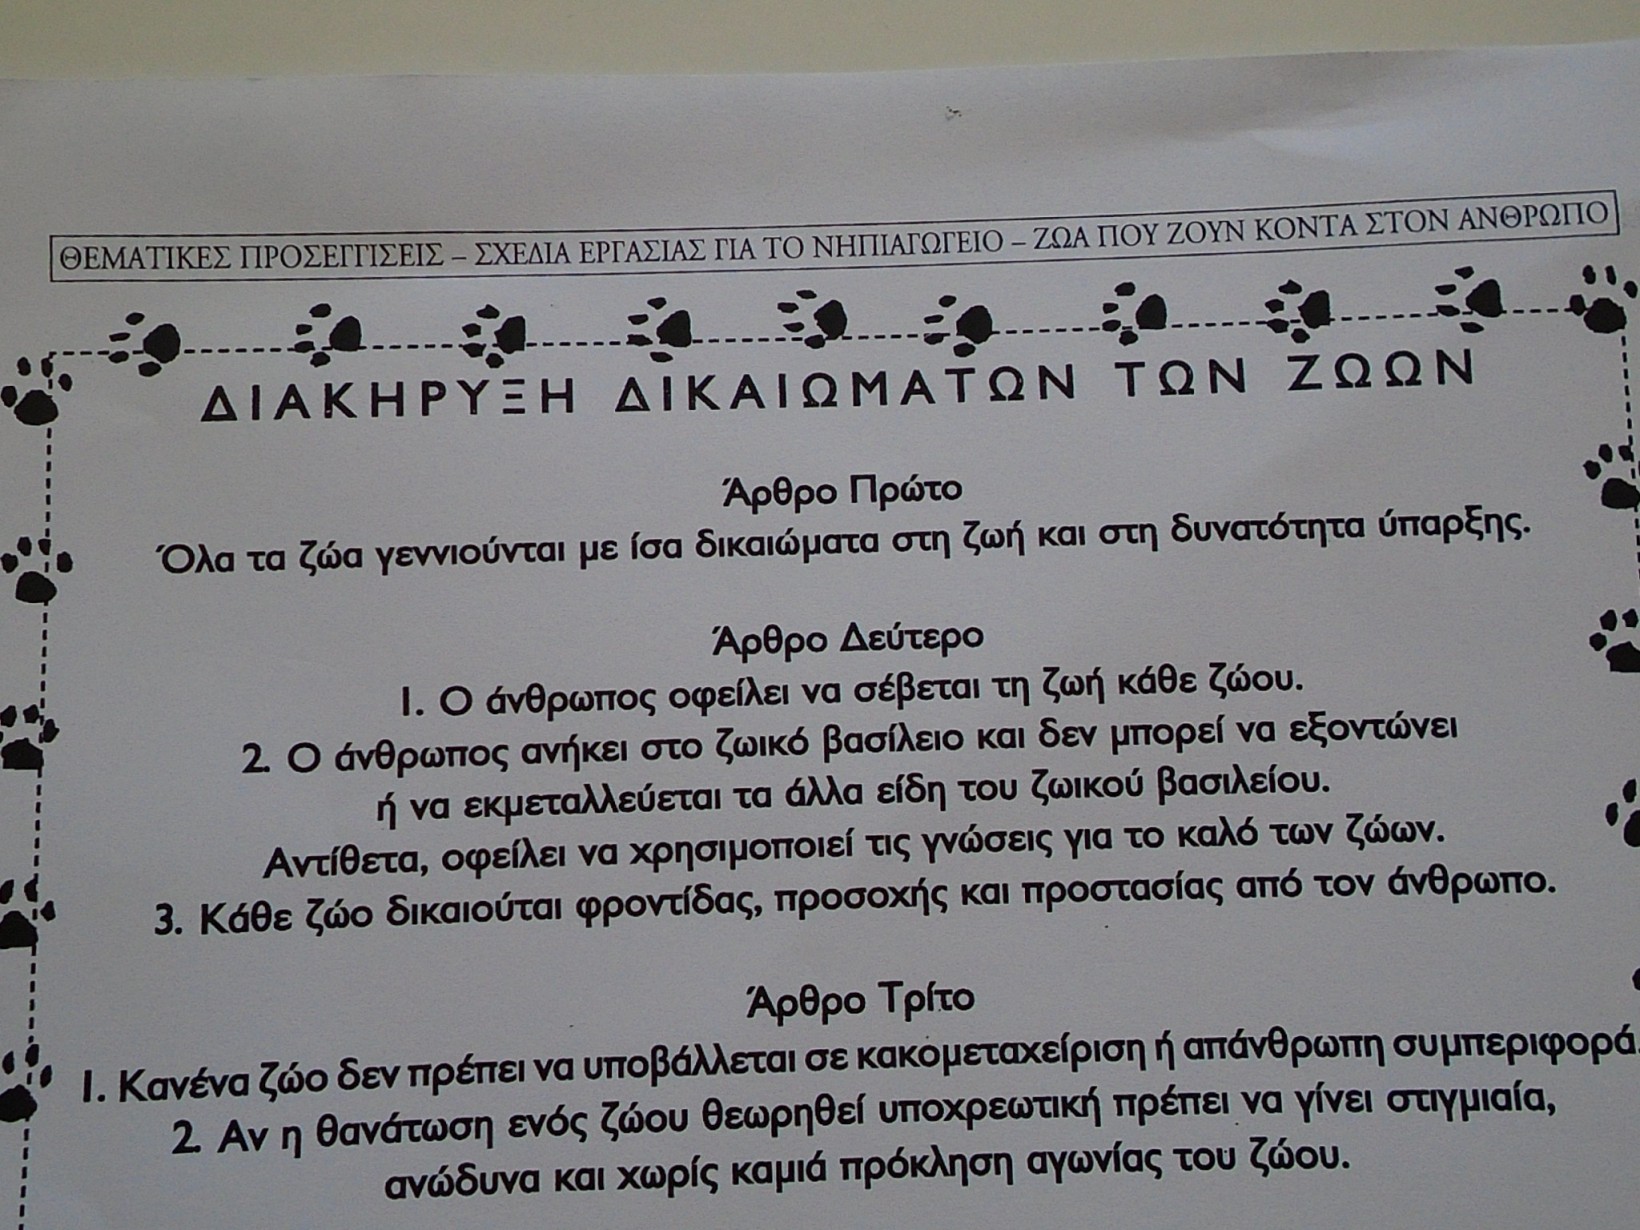 ΘΕΜΑΤΙΚΕΣ ΠΡΟΣΕΓΓΙΣΕΙΣ – ΣΧΕΔΙΑ ΕΡΓΑΣΙΑΣ ΓΙΑ ΤΟ ΝΗΠΙΑΓΩΓΕΙΟ – ΖΩΑ ΠΟΥ ΖΟΥΝ ΚΟΝΤΑ ΣΤΟΝ ΑΝΘΡΩΠΟ
ΔΙΑΚΗΡΥΞΗ ΔΙΚΑΙΩΜΑΤΩΝ ΤΩΝ ΖΩΩΝ
Άρθρο Πρώτο
Όλα τα ζώα γεννιούνται με ίσα δικαιώματα στη ζωή και στη δυνατότητα ύπαρξης.
Άρθρο Δεύτερο
1. Ο άνθρωπος οφείλει να σέβεται τη ζωή κάθε ζώου.
2. Ο άνθρωπος ανήκει στο ζωικό βασίλειο και δεν μπορεί να εξοντώνει
ή να εκμεταλλεύεται τα άλλα είδη του ζωικού βασιλείου.
Αντίθετα, οφείλει να χρησιμοποιεί τις γνώσεις για το καλό των ζώων.
3. Κάθε ζώο δικαιούται φροντίδας, προσοχής και προστασίας από τον άνθρωπο.
Άρθρο Τρίτο
1. Κανένα ζώο δεν πρέπει να υποβάλλεται σε κακομεταχείριση ή απάνθρωπη συμπεριφορά.
2. Αν η θανάτωση ενός ζώου θεωρηθεί υποχρεωτική πρέπει να γίνει στιγμιαία,
ανώδυνα και χωρίς καμιά πρόκληση αγωνίας του ζώου.